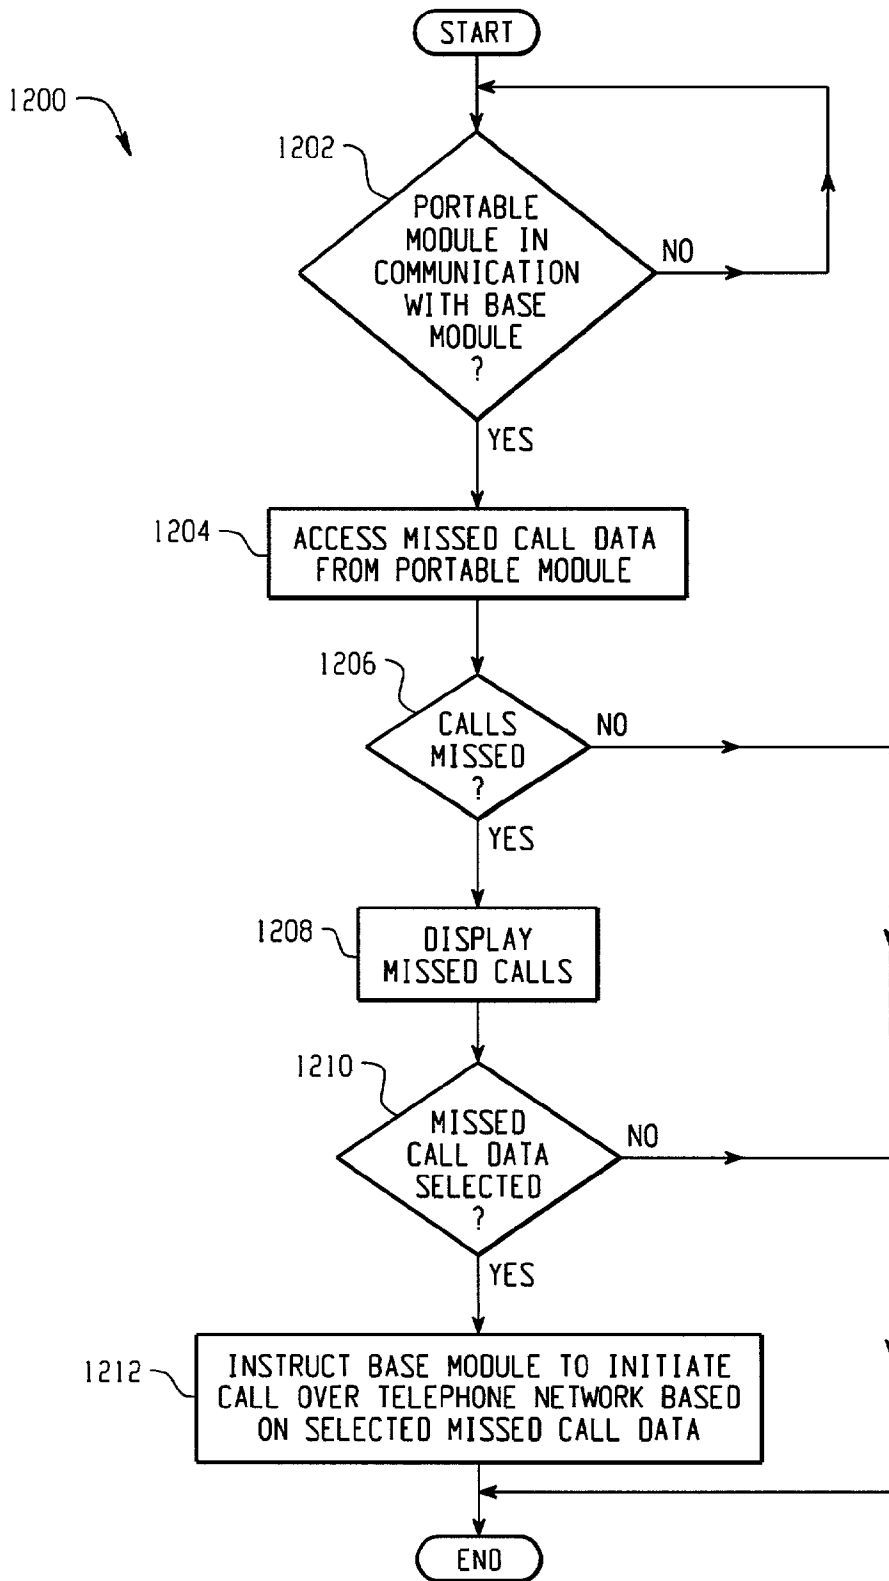 START
1200
1202
PORTABLE
MODULE IN
COMMUNICATION
WITH BASE
MODULE
?
NO
YES
1204
ACCESS MISSED CALL DATA
FROM PORTABLE MODULE
1206
CALLS
MISSED
?
NO
YES
1208
DISPLAY
MISSED CALLS
1210
MISSED
CALL DATA
SELECTED
?
NO
YES
1212
INSTRUCT BASE MODULE TO INITIATE
CALL OVER TELEPHONE NETWORK BASED
ON SELECTED MISSED CALL DATA
END